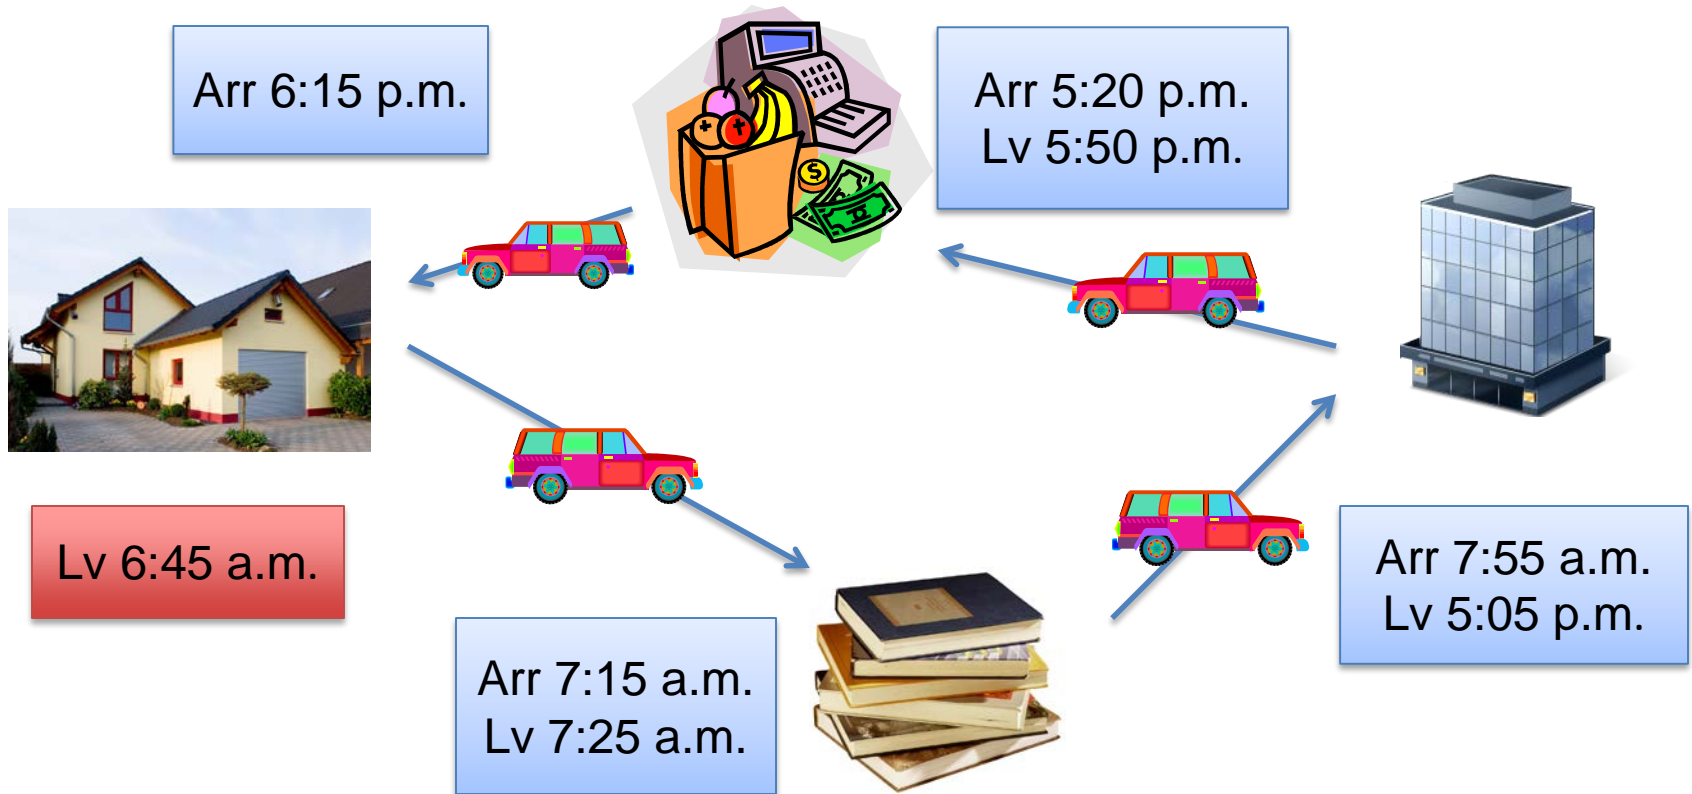 Arr 6:15 p.m.
Arr 5:20 p.m.
Lv 5:50 p.m.
Lv 6:45 a.m.
Arr 7:15 a.m.
Lv 7:25 a.m.
Arr 7:55 a.m.
Lv 5:05 p.m.